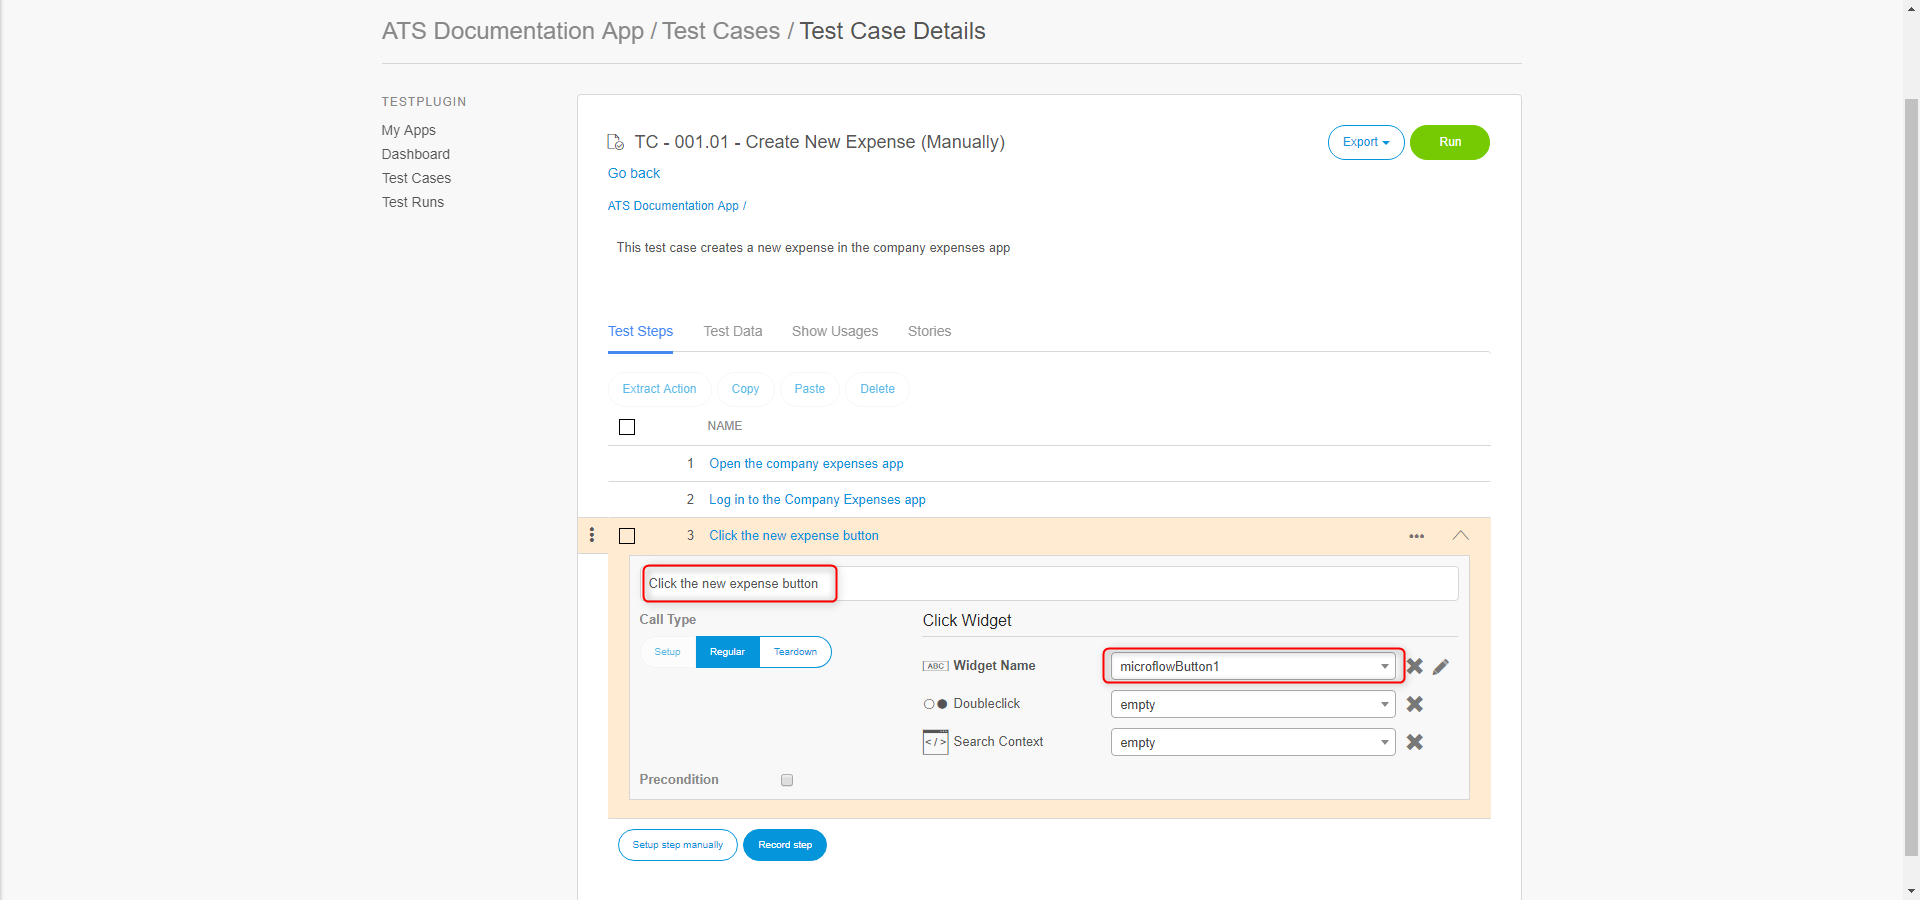 ATS Documentation App / Test Cases / Test Case Details
TESTPLUGIN
My Apps
Dashboard
Test Cases
Test Runs
TC - 001.01 - Create New Expense (Manually)
Export
Run
Go back
ATS Documentation App /
This test case creates a new expense in the company expenses app
Test Steps
Test Data
Show Usages
Stories
Extract Action
Copy
Paste
Delete
NAME
1 Open the company expenses app
2 Log in to the Company Expenses app
3 Click the new expense button
Click the new expense button
Call Type
Setup
Regular
Teardown
Click Widget
ABC Widget Name
microflowButton1
Doubleclick
empty
</> Search Context
empty
Precondition
Setup step manually
Record step